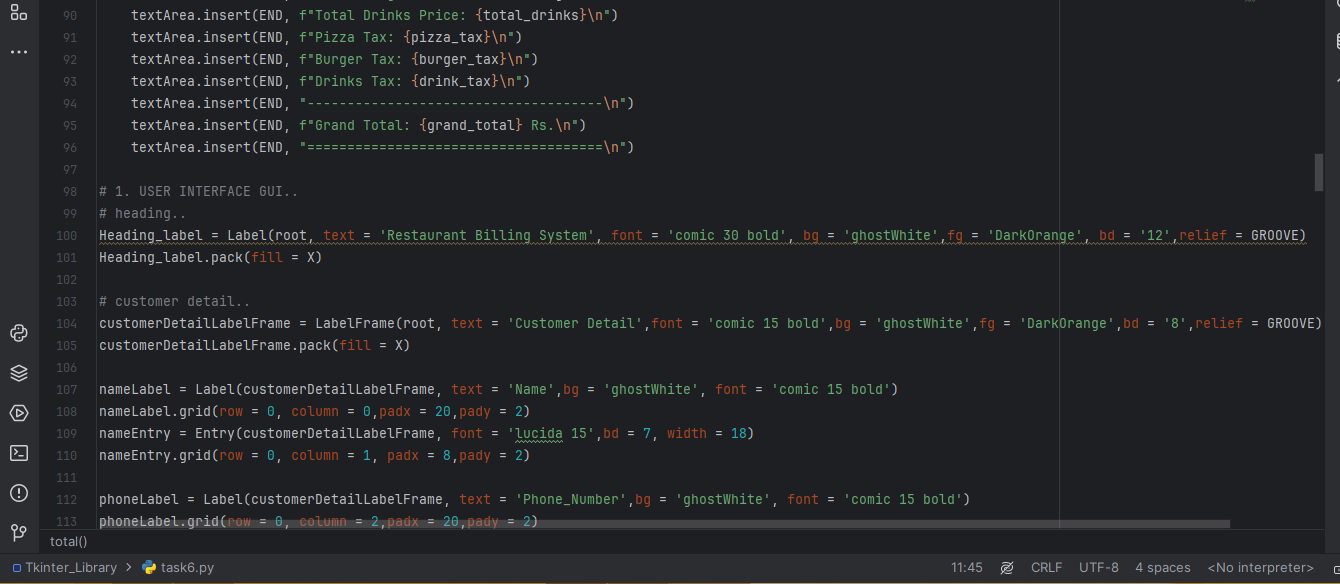 90 textArea.insert(END, f"Total Drinks Price: {total_drinks}\n")
91 textArea.insert(END, f"Pizza Tax: {pizza_tax}\n")
92 textArea.insert(END, f"Burger Tax: {burger_tax}\n")
93 textArea.insert(END, f"Drinks Tax: {drink_tax}\n")
94 textArea.insert(END, "-------------------------------------\n")
95 textArea.insert(END, f"Grand Total: {grand_total} Rs.\n")
96 textArea.insert(END, "=====================================\n")
97
98 # 1. USER INTERFACE GUI..
99 # heading..
100 Heading_label = Label(root, text = 'Restaurant Billing System', font = 'comic 30 bold', bg = 'ghostWhite',fg = 'DarkOrange', bd = '12',relief = GROOVE)
101 Heading_label.pack(fill = X)
102
103 # customer detail..
104 customerDetailLabelFrame = LabelFrame(root, text = 'Customer Detail',font = 'comic 15 bold',bg = 'ghostWhite',fg = 'DarkOrange',bd = '8',relief = GROOVE)
105 customerDetailLabelFrame.pack(fill = X)
106
107 nameLabel = Label(customerDetailLabelFrame, text = 'Name',bg = 'ghostWhite', font = 'comic 15 bold')
108 nameLabel.grid(row = 0, column = 0,padx = 20,pady = 2)
109 nameEntry = Entry(customerDetailLabelFrame, font = 'lucida 15',bd = 7, width = 18)
110 nameEntry.grid(row = 0, column = 1, padx = 8,pady = 2)
111
112 phoneLabel = Label(customerDetailLabelFrame, text = 'Phone_Number',bg = 'ghostWhite', font = 'comic 15 bold')
113 phoneLabel.grid(row = 0, column = 2,padx = 20,pady = 2)
total()
Tkinter_Library > task6.py 11:45 CRLF UTF-8 4 spaces <No interpreter>